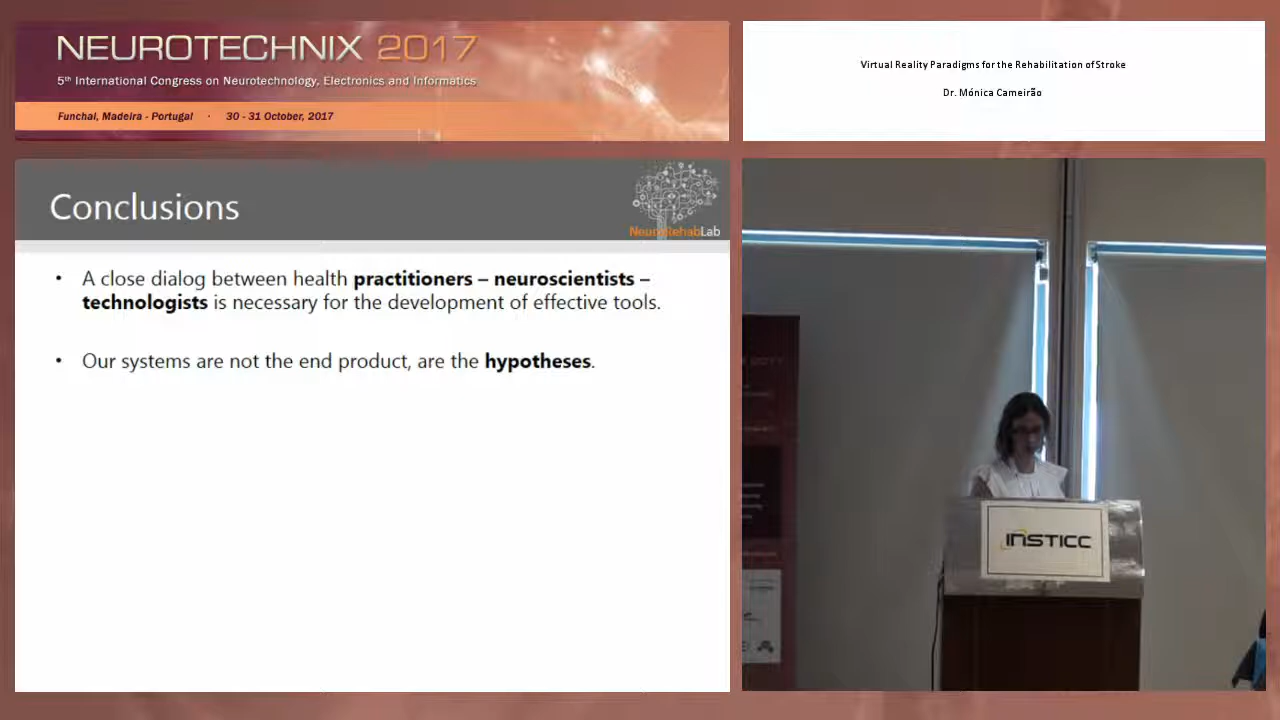 NEUROTECHNIX 2017
5th International Congress on Neurotechnology, Electronics and Informatics
Funchal, Madeira - Portugal · 30 - 31 October, 2017
Virtual Reality Paradigms for the Rehabilitation of Stroke
Dr. Mónica Cameirão
Conclusions
NeuroRehabLab
• A close dialog between health practitioners – neuroscientists –
technologists is necessary for the development of effective tools.
• Our systems are not the end product, are the hypotheses.
INSTICC